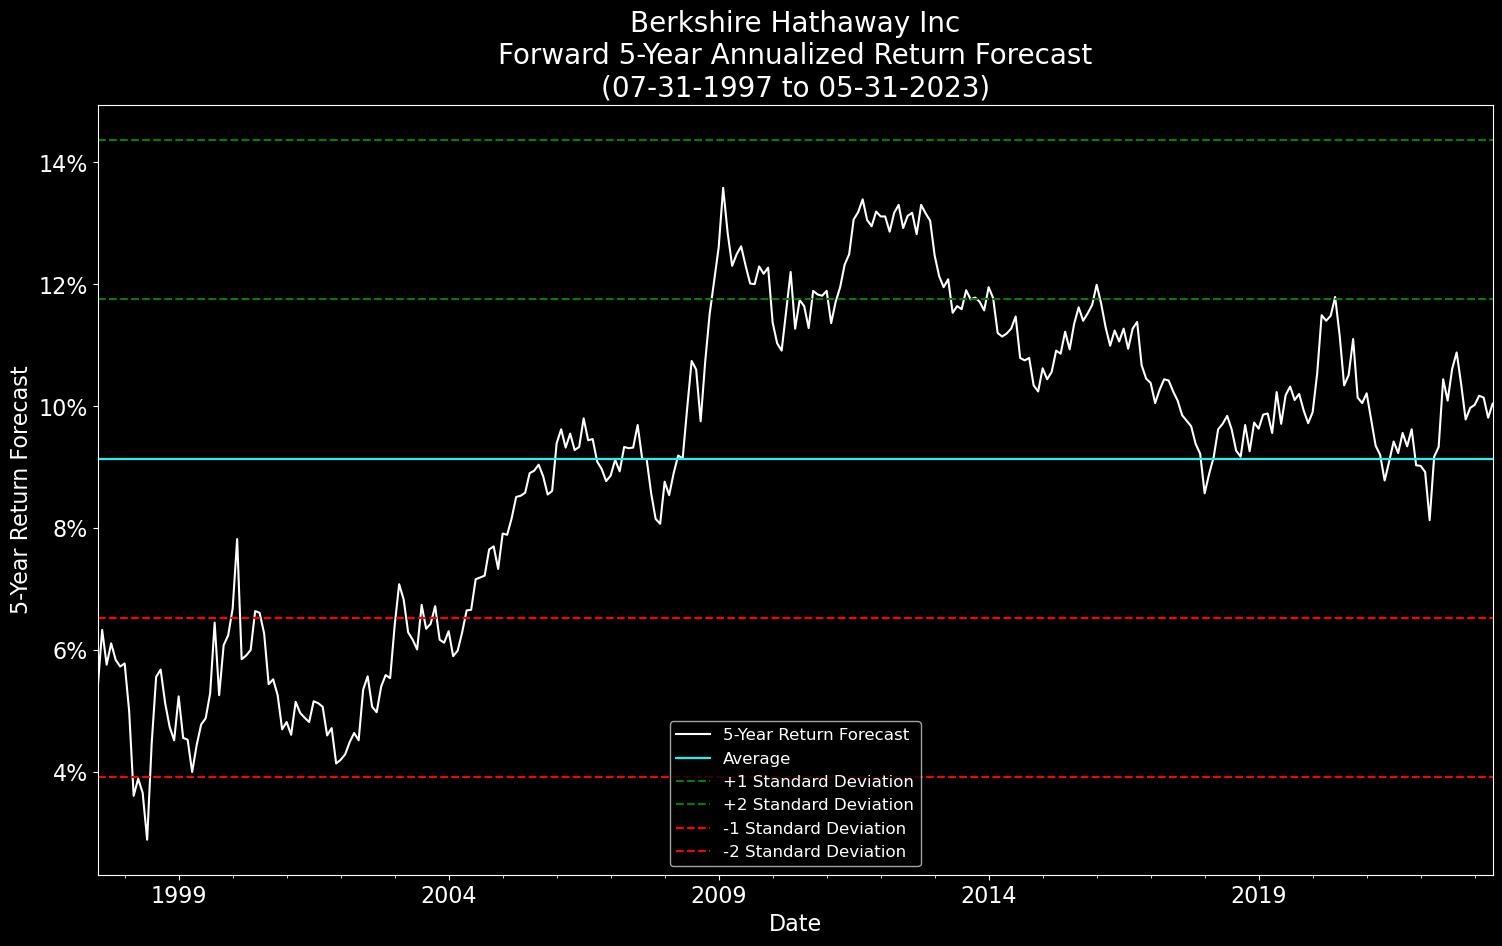 Berkshire Hathaway Inc
Forward 5-Year Annualized Return Forecast
(07-31-1997 to 05-31-2023)
5-Year Return Forecast
14%
12%
10%
8%
6%
4%
5-Year Return Forecast
Average
+1 Standard Deviation
+2 Standard Deviation
-1 Standard Deviation
-2 Standard Deviation
1999 2004 2009 2014 2019
Date